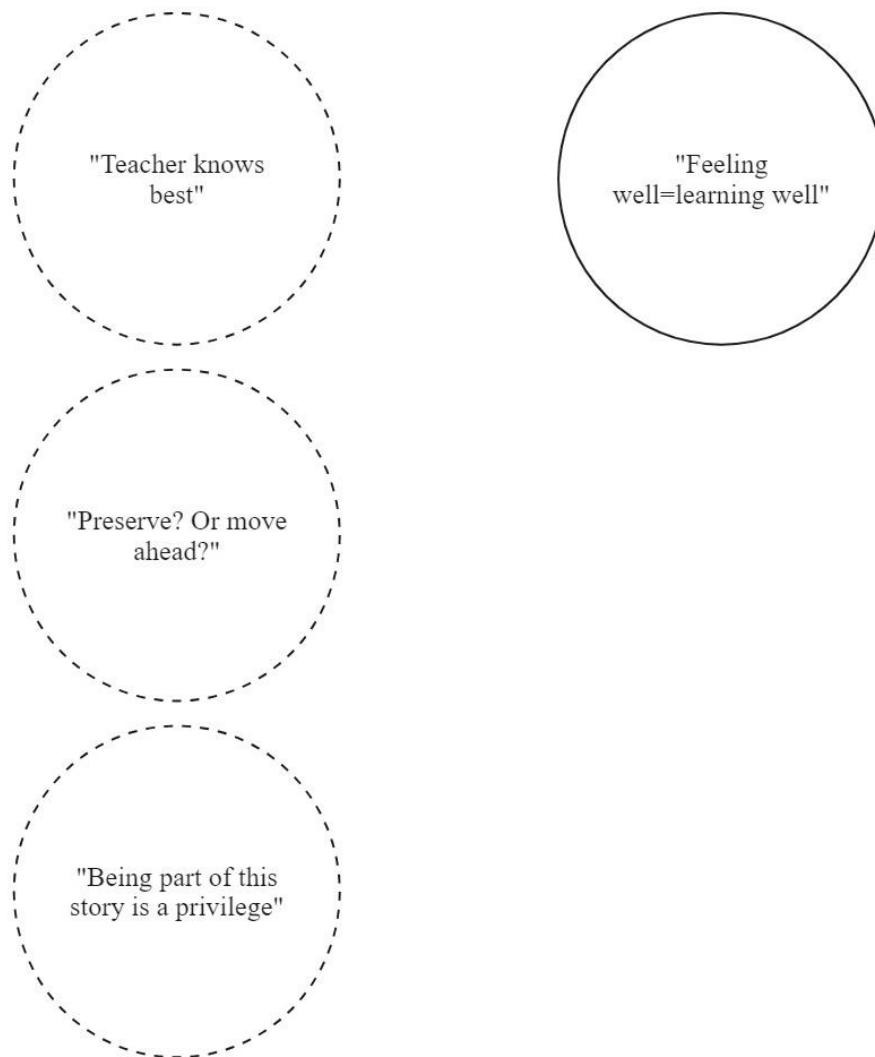 "Teacher knows
best"
"Feeling
well=learning well"
"Preserve? Or move
ahead?"
"Being part of this
story is a privilege"